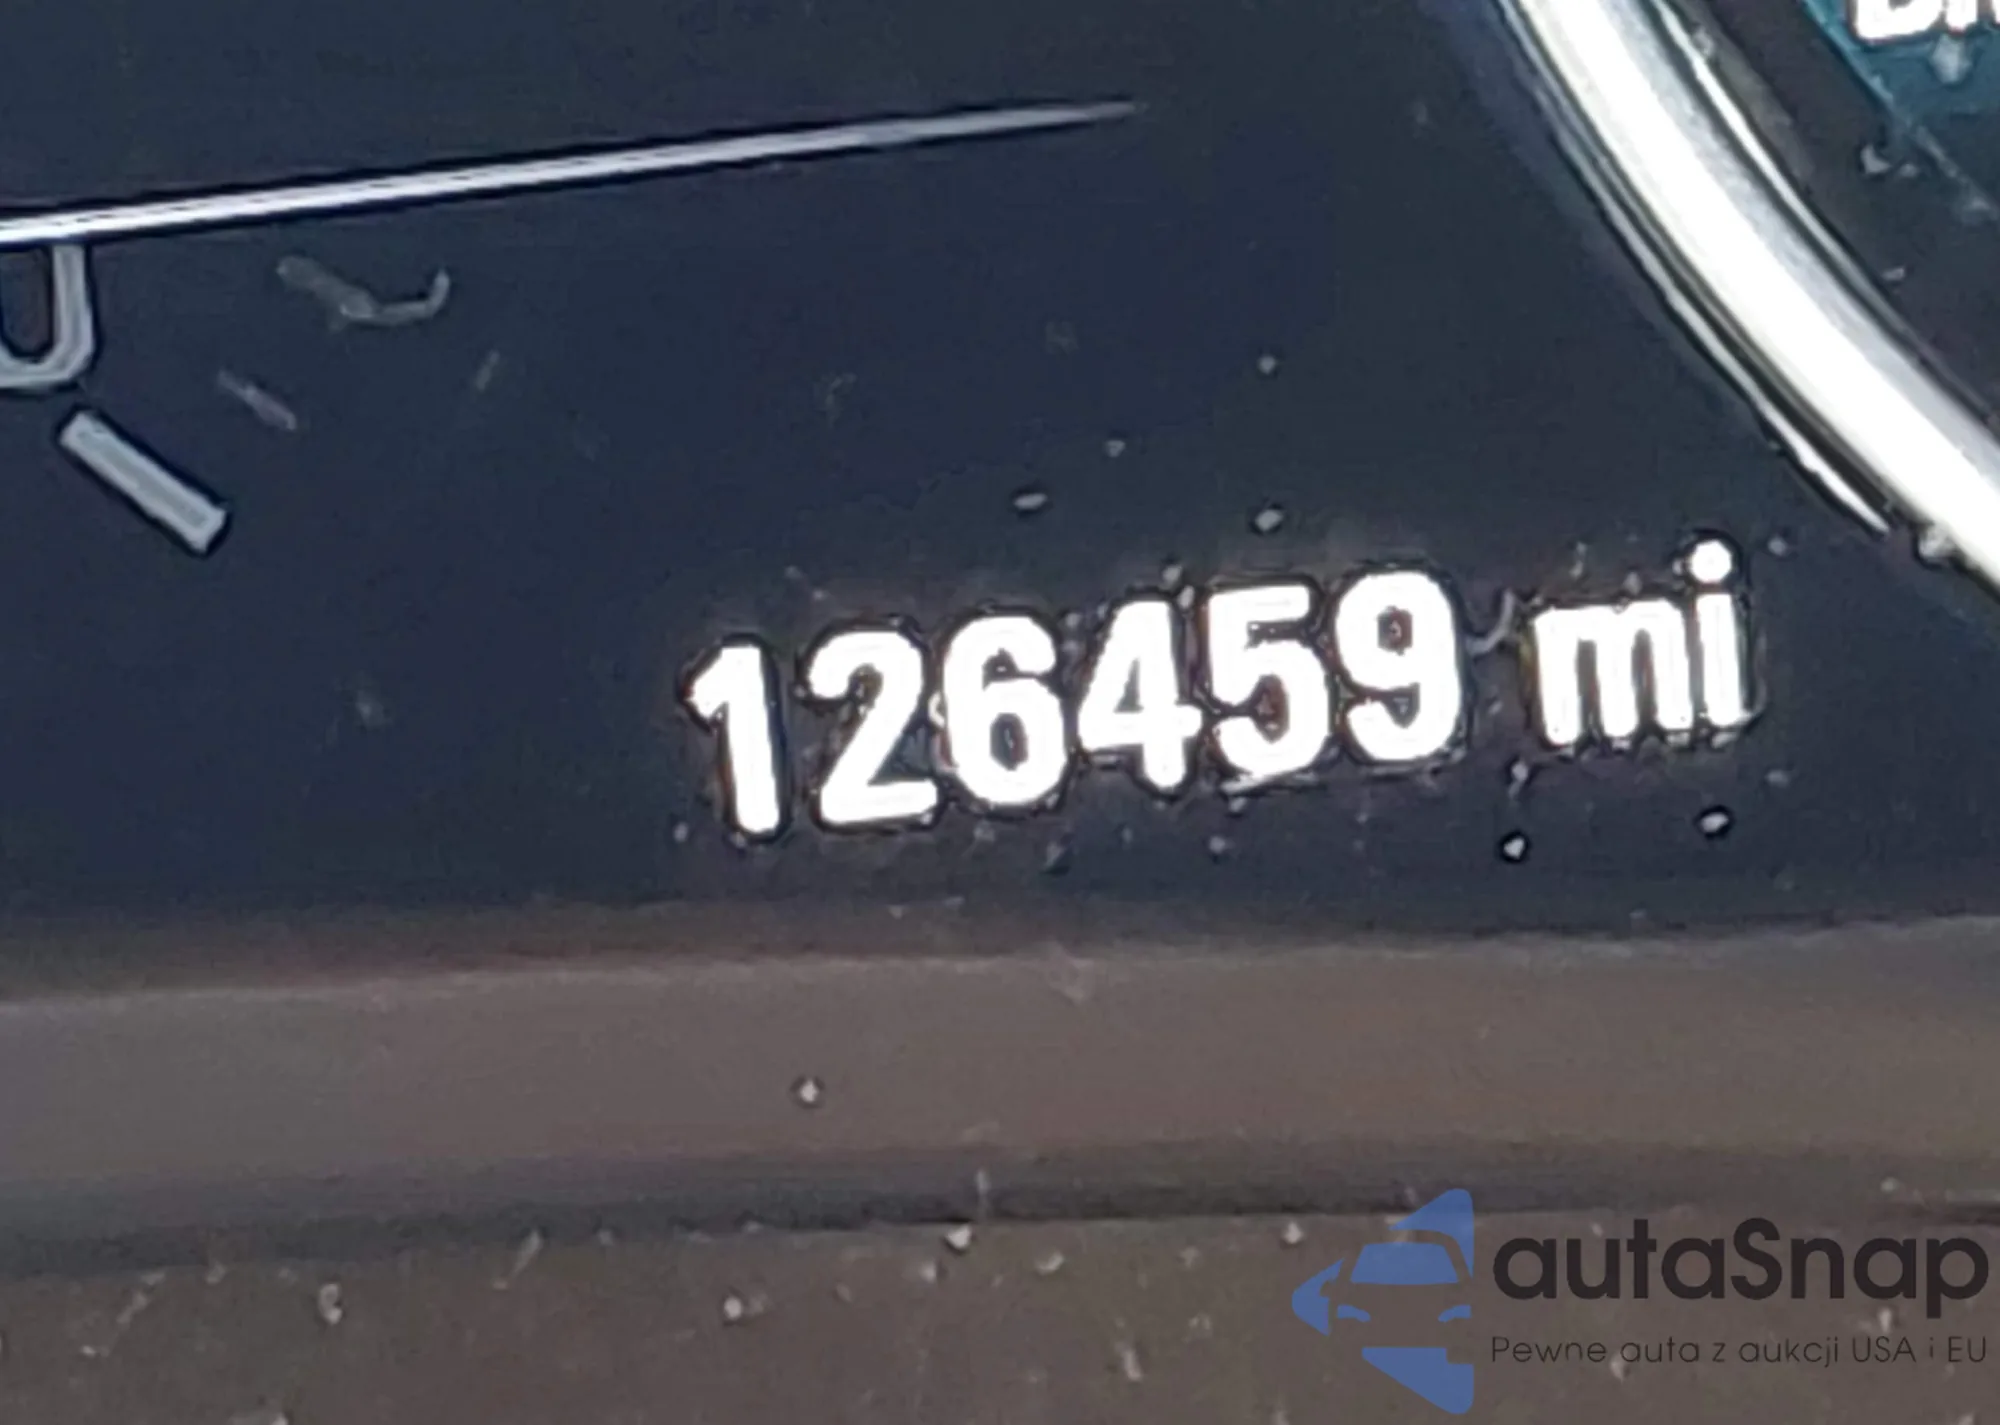 126459 mi
autaSnap
Pewne auta z aukcji USA i EU